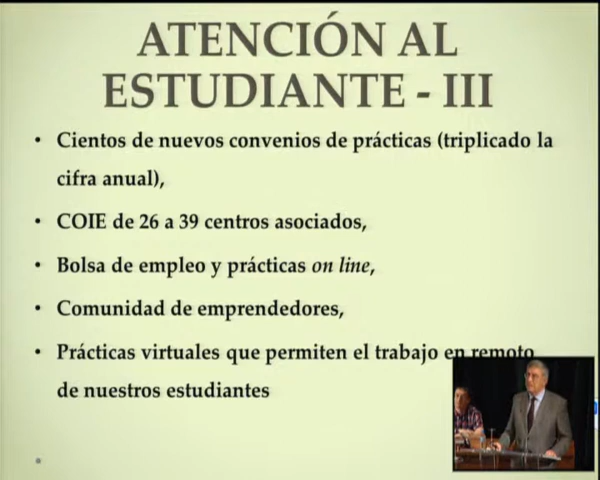 ATENCIÓN AL
ESTUDIANTE - III
• Cientos de nuevos convenios de prácticas (triplicado la
cifra anual),
• COIE de 26 a 39 centros asociados,
• Bolsa de empleo y prácticas on line,
• Comunidad de emprendedores,
• Prácticas virtuales que permiten el trabajo en remoto
de nuestros estudiantes
•